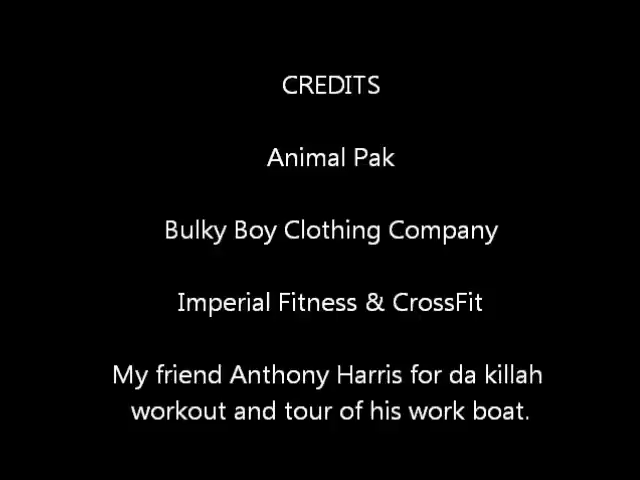 CREDITS
Animal Pak
Bulky Boy Clothing Company
Imperial Fitness & CrossFit
My friend Anthony Harris for da killah
workout and tour of his work boat.